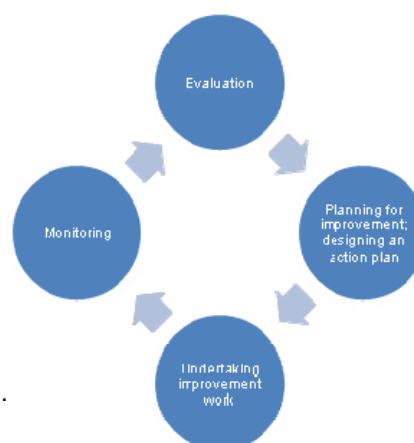 Evaluation
Planning for
improvement;
designing an
action plan
Monitoring
Undertaking
improvement
work
.